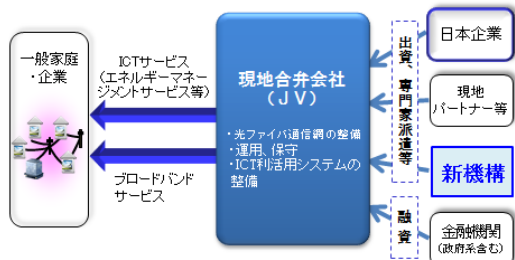 一般家庭
・企業
ICTサービス
(エネルギーマネー
ジメントサービス等)
ブロードバンド
サービス
現地合弁会社
(JV)
・光ファイバ通信網の整備
・運用、保守
・ICT利活用システムの
整備
出資、専門家派遣等
融資
日本企業
現地
パートナー等
新機構
金融機関
(政府系含む)